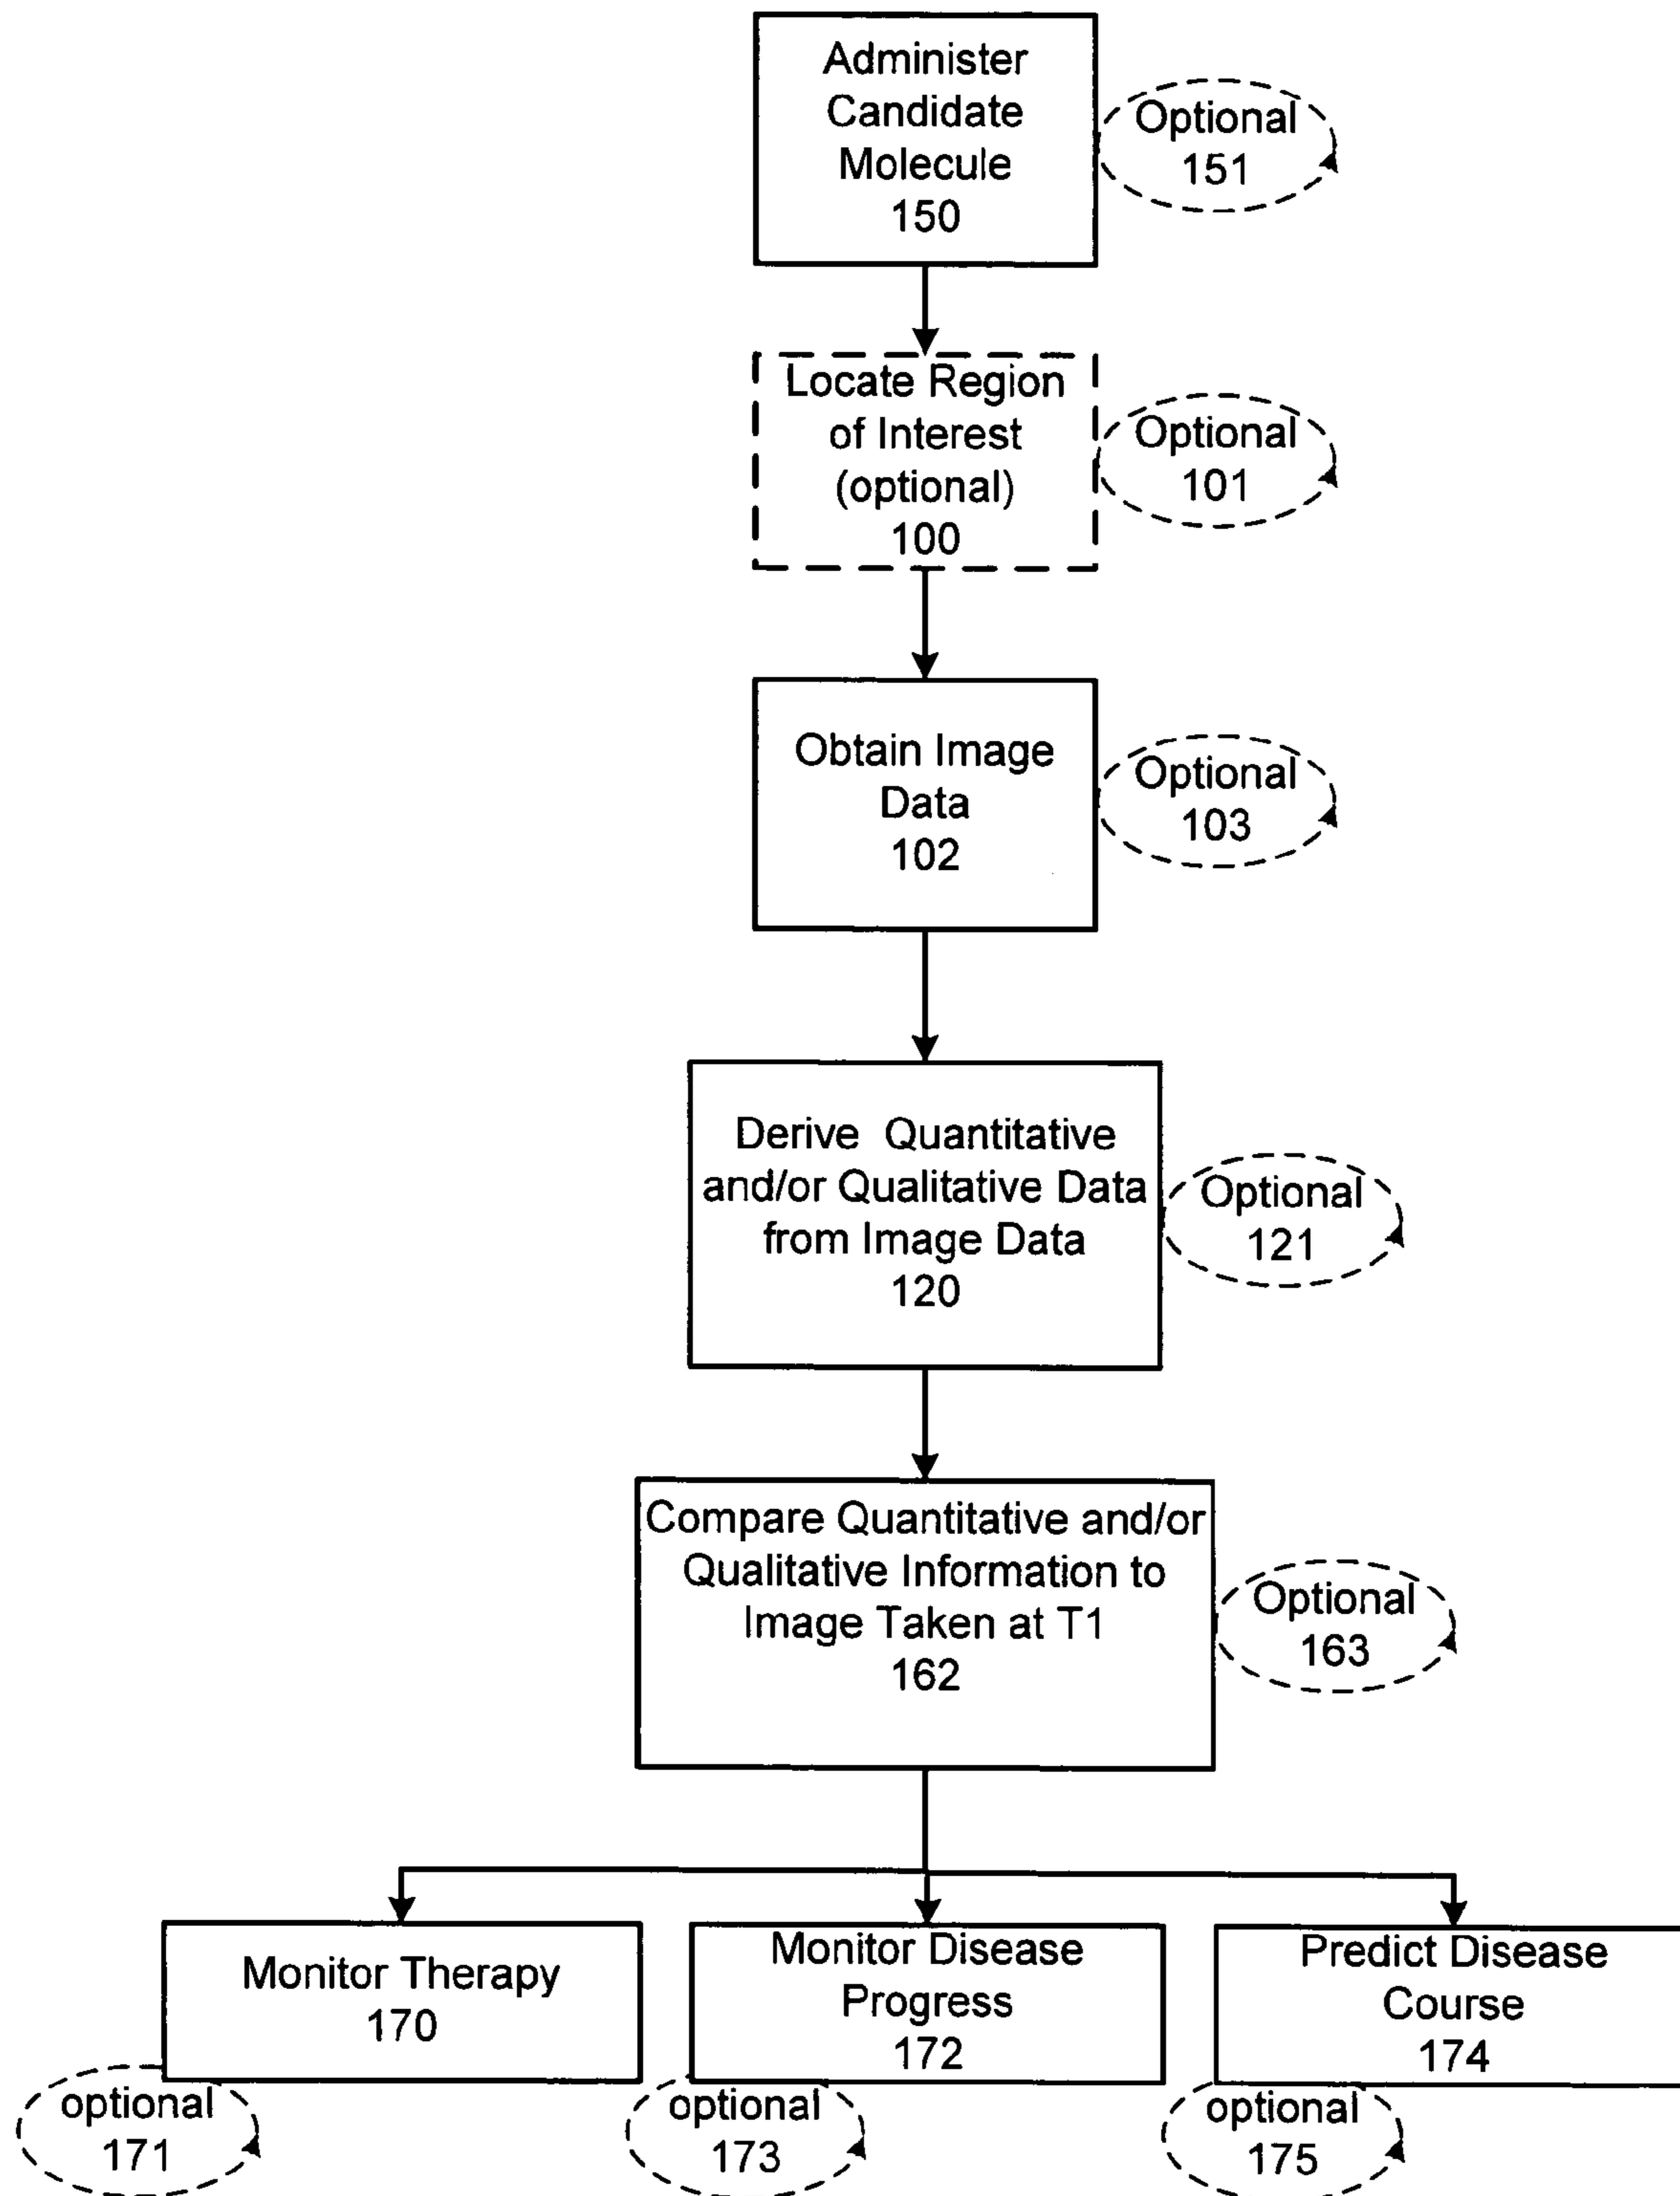 Administer
Candidate
Molecule
150
Optional
151
Locate Region
of Interest
(optional)
100
Optional
101
Obtain Image
Data
102
Optional
103
Derive Quantitative
and/or Qualitative Data
from Image Data
120
Optional
121
Compare Quantitative and/or
Qualitative Information to
Image Taken at T1
162
Optional
163
Monitor Therapy
170
optional
171
Monitor Disease
Progress
172
optional
173
Predict Disease
Course
174
optional
175